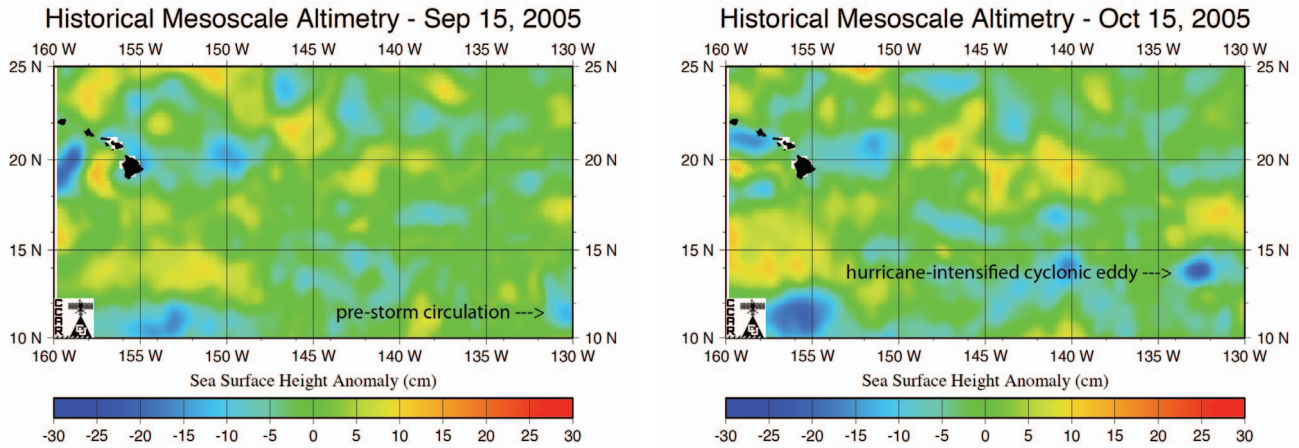 Historical Mesoscale Altimetry - Sep 15, 2005
160 W 155 W 150 W 145 W 140 W 135 W 130 W
25 N 25 N
20 N 20 N
15 N 15 N
pre-storm circulation --->
10 N 10 N
160 W 155 W 150 W 145 W 140 W 135 W 130 W
Sea Surface Height Anomaly (cm)
-30 -25 -20 -15 -10 -5 0 5 10 15 20 25 30
Historical Mesoscale Altimetry - Oct 15, 2005
160 W 155 W 150 W 145 W 140 W 135 W 130 W
25 N 25 N
20 N 20 N
15 N 15 N
hurricane-intensified cyclonic eddy --->
10 N 10 N
160 W 155 W 150 W 145 W 140 W 135 W 130 W
Sea Surface Height Anomaly (cm)
-30 -25 -20 -15 -10 -5 0 5 10 15 20 25 30